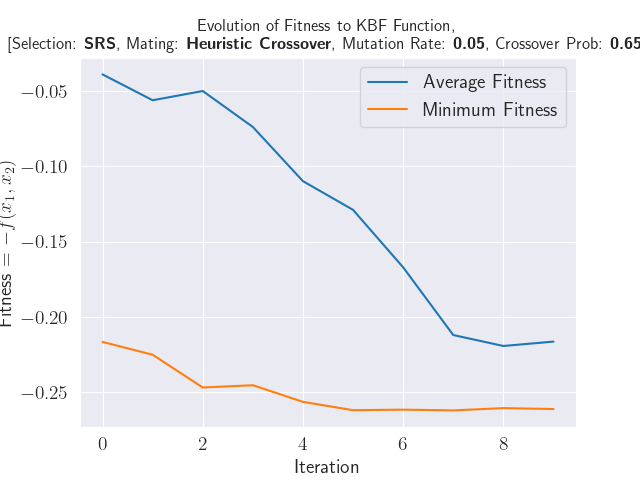 Evolution of Fitness to KBF Function,
[Selection: SRS, Mating: Heuristic Crossover, Mutation Rate: 0.05, Crossover Prob: 0.65
Average Fitness
Minimum Fitness
Fitness = −f(x₁, x₂)
−0.05
−0.10
−0.15
−0.20
−0.25
0 2 4 6 8
Iteration